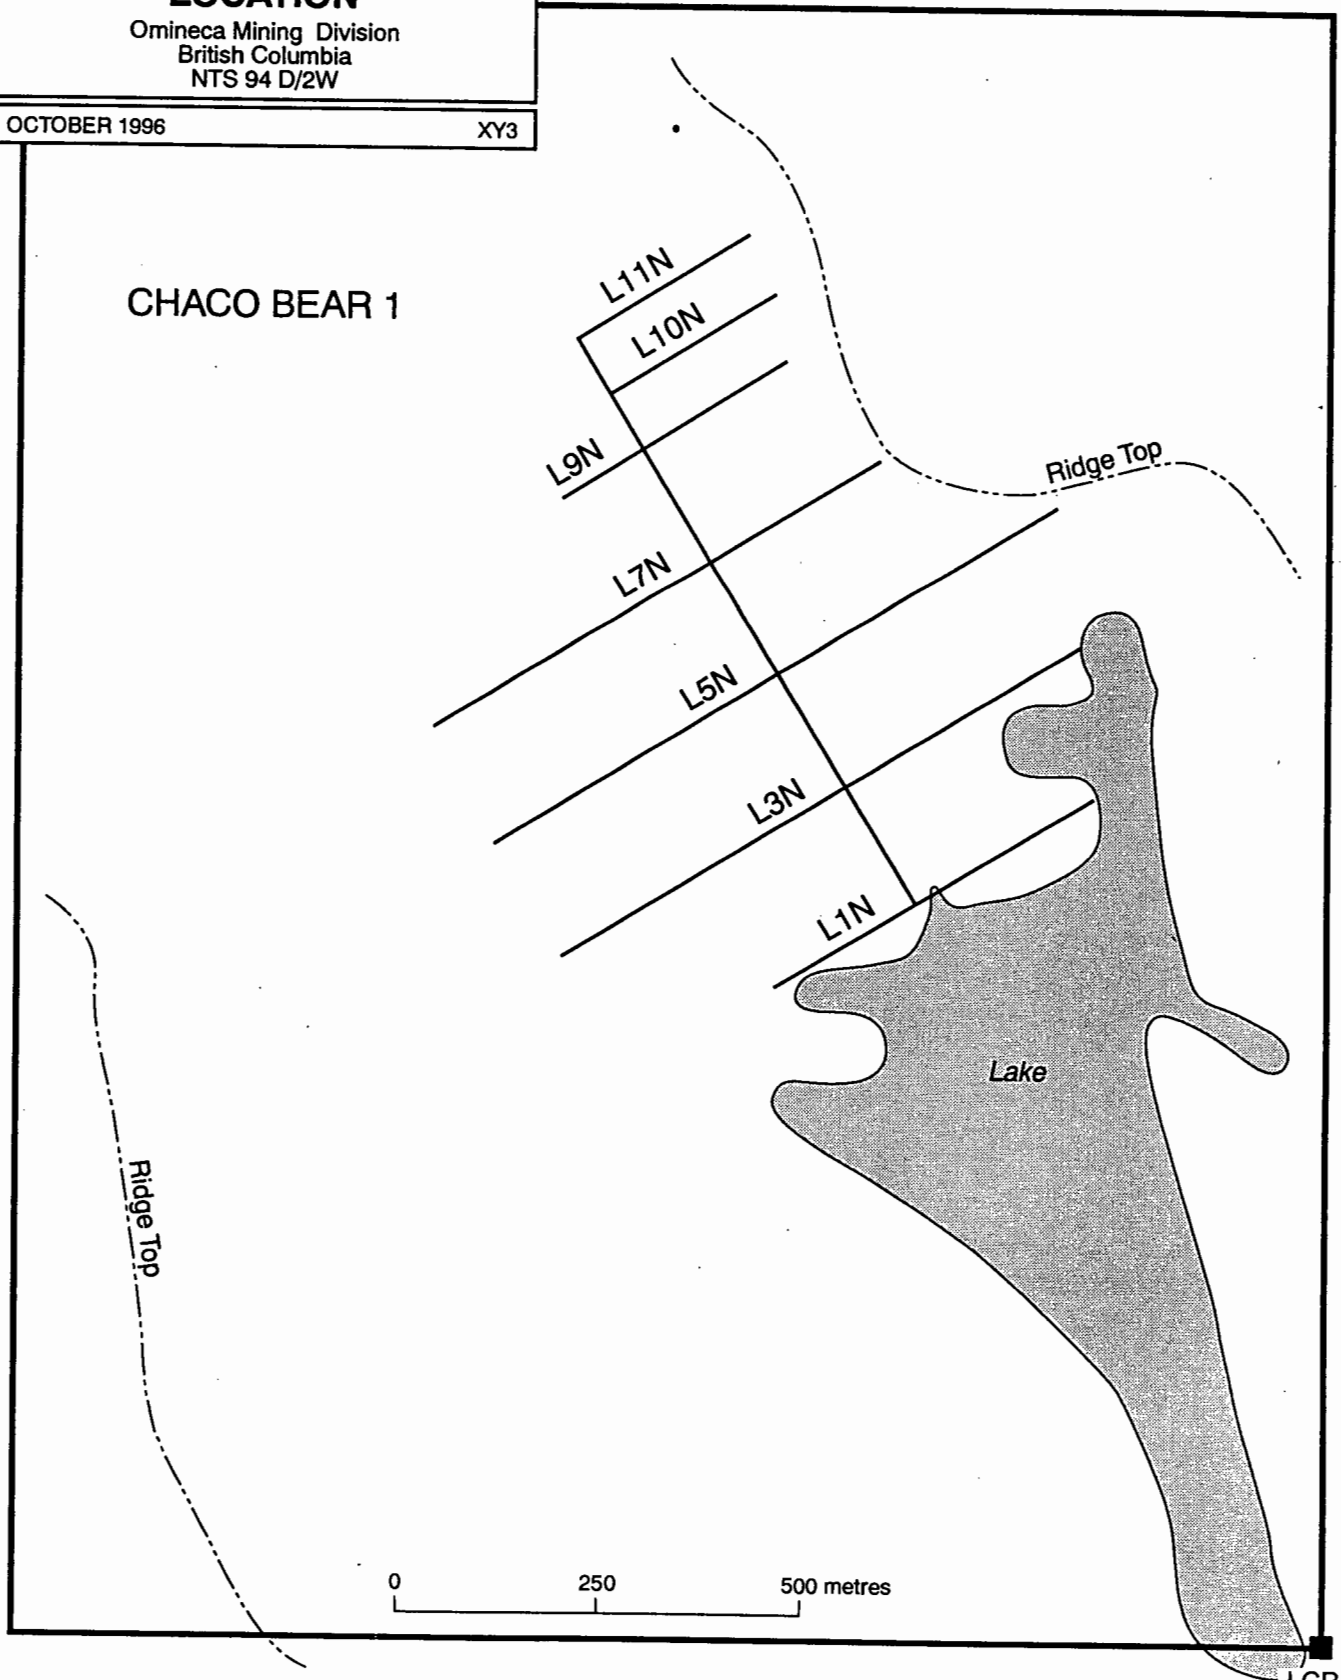 LOCATION
Omineca Mining Division
British Columbia
NTS 94 D/2W
OCTOBER 1996 XY3
CHACO BEAR 1
L11N
L10N
L9N
Ridge Top
L7N
L5N
L3N
L1N
Lake
Ridge Top
0 250 500 metres